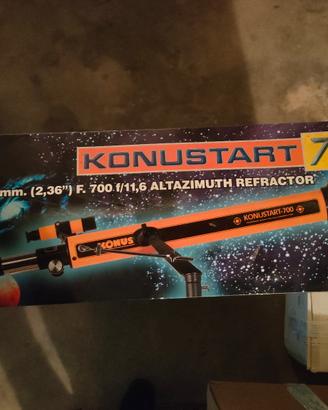 KONUSTART 7
mm. (2,36") F. 700 f/11,6 ALTAZIMUTH REFRACTOR
KONUS
KONUSTART-700